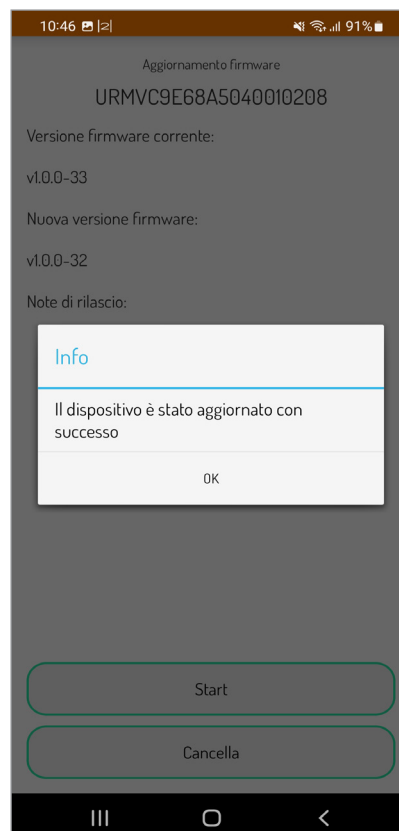 10:46 |2| 91%
Aggiornamento firmware
URMVC9E68A5040010208
Versione firmware corrente:
v1.0.0-33
Nuova versione firmware:
v1.0.0-32
Note di rilascio:
Info
Il dispositivo è stato aggiornato con
successo
OK
Start
Cancella